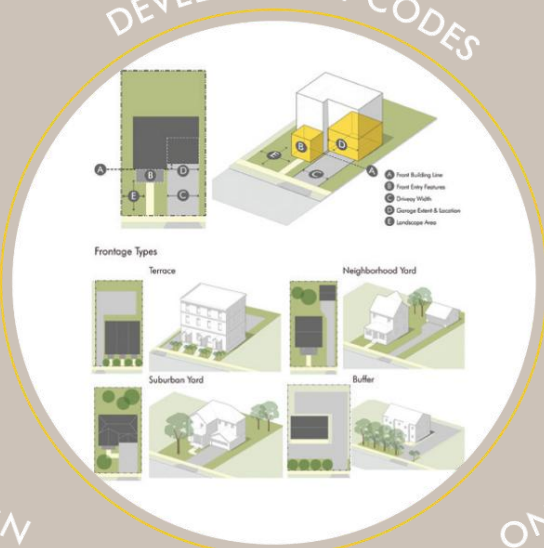 DEVELOPMENT CODES
A
B
C
D
E
A
B
C
D
E
A Front Building Line
B Front Entry Features
C Driveway Width
D Garage Extent & Location
E Landscape Area
Frontage Types
Terrace
Neighborhood Yard
Suburban Yard
Buffer